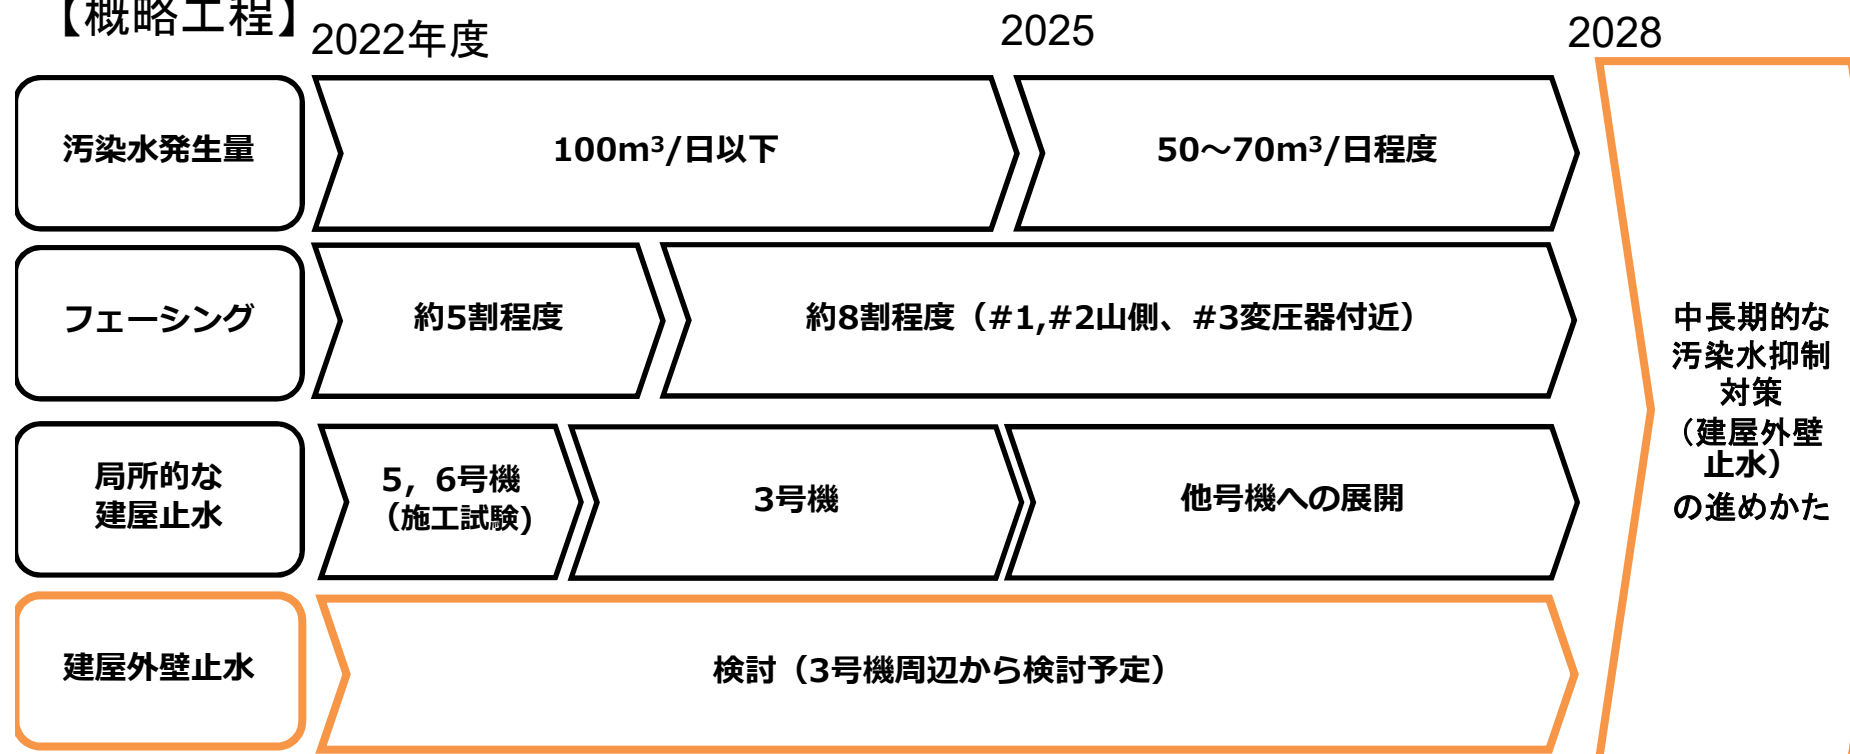 【概略工程】
2022年度
2025
2028
汚染水発生量
100m³/日以下
50～70m³/日程度
フェーシング
約5割程度
約8割程度（#1,#2山側、#3変圧器付近）
局所的な
建屋止水
5，6号機
（施工試験)
3号機
他号機への展開
建屋外壁止水
検討（3号機周辺から検討予定）
中長期的な
汚染水抑制
対策
（建屋外壁
止水）
の進めかた